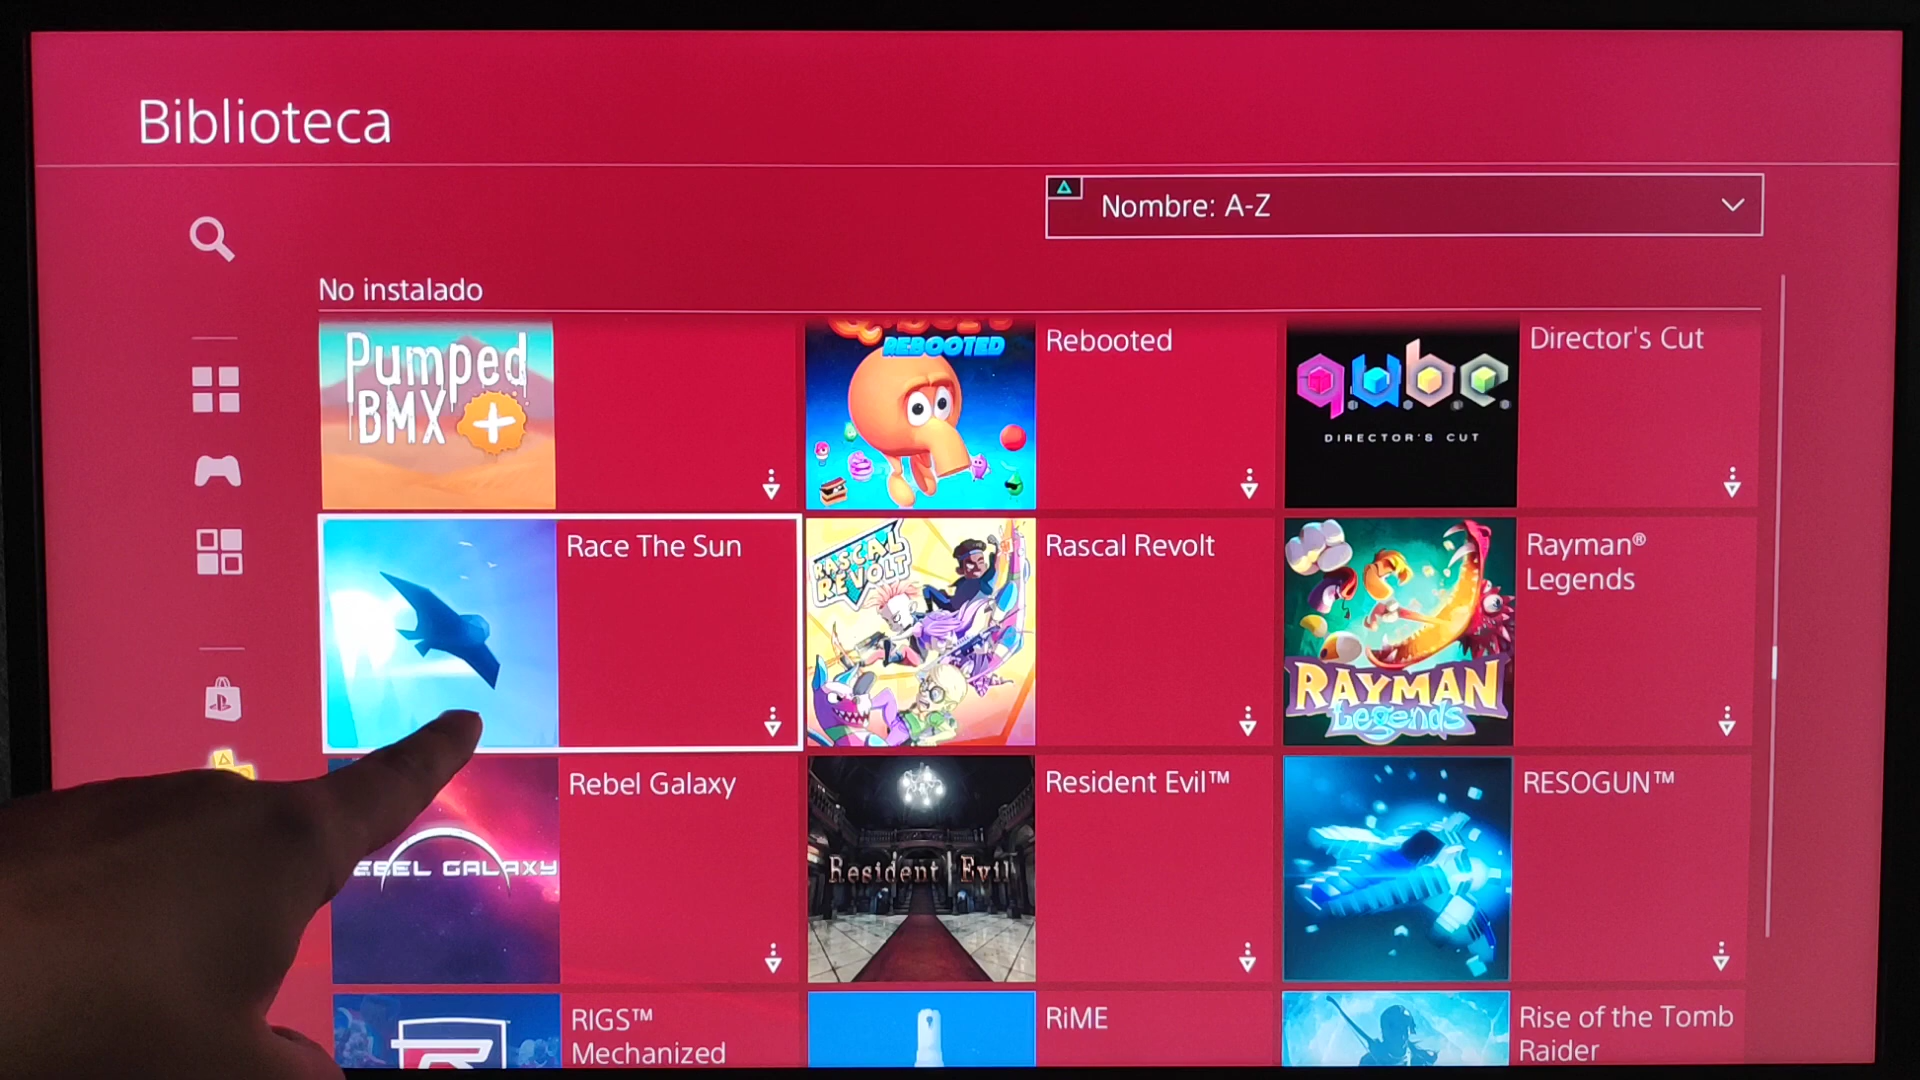 Biblioteca
Nombre: A-Z
No instalado
Pumped
BMX +
REBOOTED
Rebooted
q.u.b.e.
DIRECTOR'S CUT
Director's Cut
Race The Sun
RASCAL
REVOLT
Rascal Revolt
RAYMAN
Legends
Rayman®
Legends
EBEL GALAXY
Rebel Galaxy
Resident Evil
Resident Evil™
RESOGUN™
RIGS™
Mechanized
RiME
Rise of the Tomb
Raider